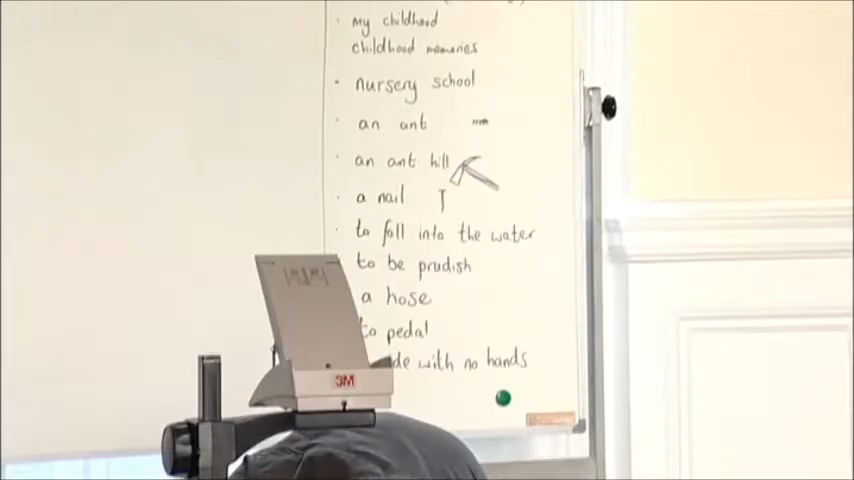 · my childhood
childhood memories
· nursery school
· an ant
· an ant hill
· a nail
· to fall into the water
to be prudish
a hose
to pedal
de with no hands
3M